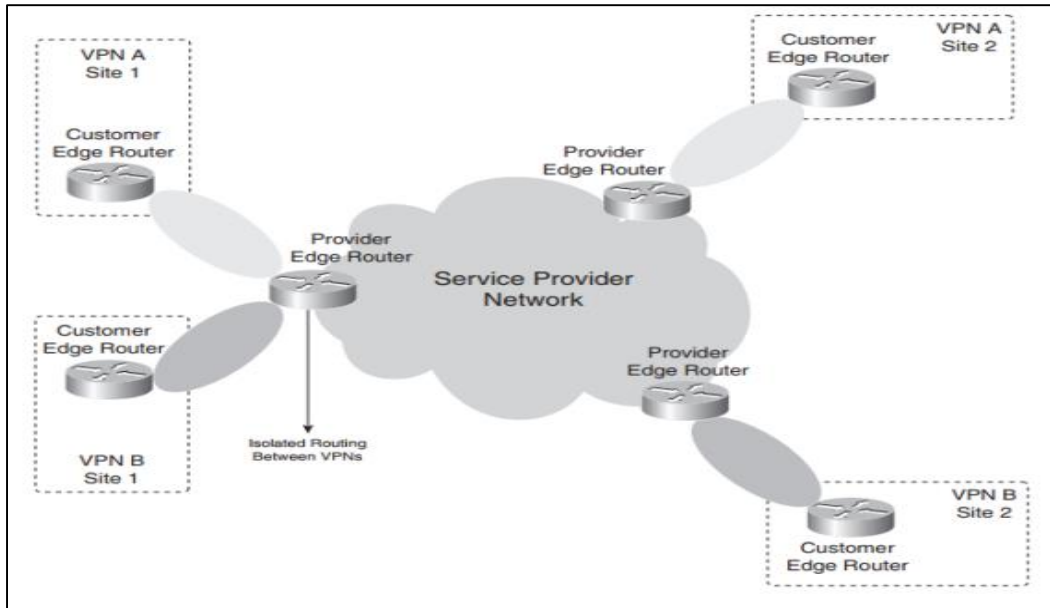 VPN A
Site 1
Customer
Edge Router
VPN A
Site 2
Customer
Edge Router
Provider
Edge Router
Provider
Edge Router
Service Provider
Network
Customer
Edge Router
VPN B
Site 1
Isolated Routing
Between VPNs
Provider
Edge Router
VPN B
Site 2
Customer
Edge Router